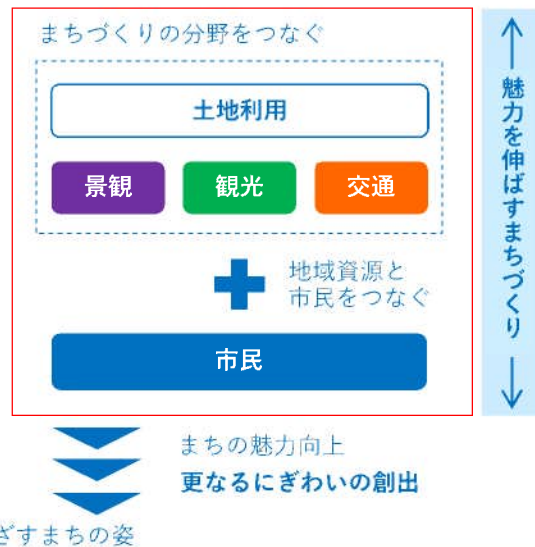 まちづくりの分野をつなぐ
土地利用
景観
観光
交通
地域資源と
市民をつなぐ
市民
魅力を伸ばすまちづくり
まちの魅力向上
更なるにぎわいの創出
ざすまちの姿